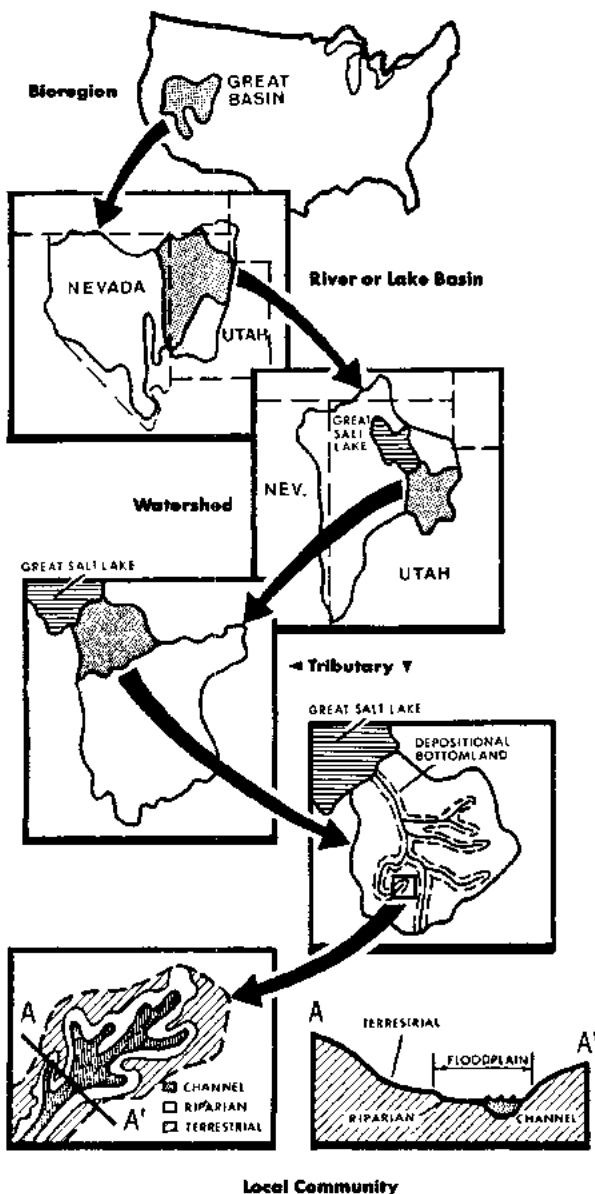 Bioregion
GREAT
BASIN
NEVADA
UTAH
River or Lake Basin
GREAT
SALT
LAKE
NEV.
UTAH
Watershed
GREAT SALT LAKE
◄ Tributary ▼
GREAT SALT LAKE
DEPOSITIONAL
BOTTOMLAND
A
A'
CHANNEL
RIPARIAN
TERRESTRIAL
A
A'
TERRESTRIAL
FLOODPLAIN
RIPARIAN
CHANNEL
Local Community